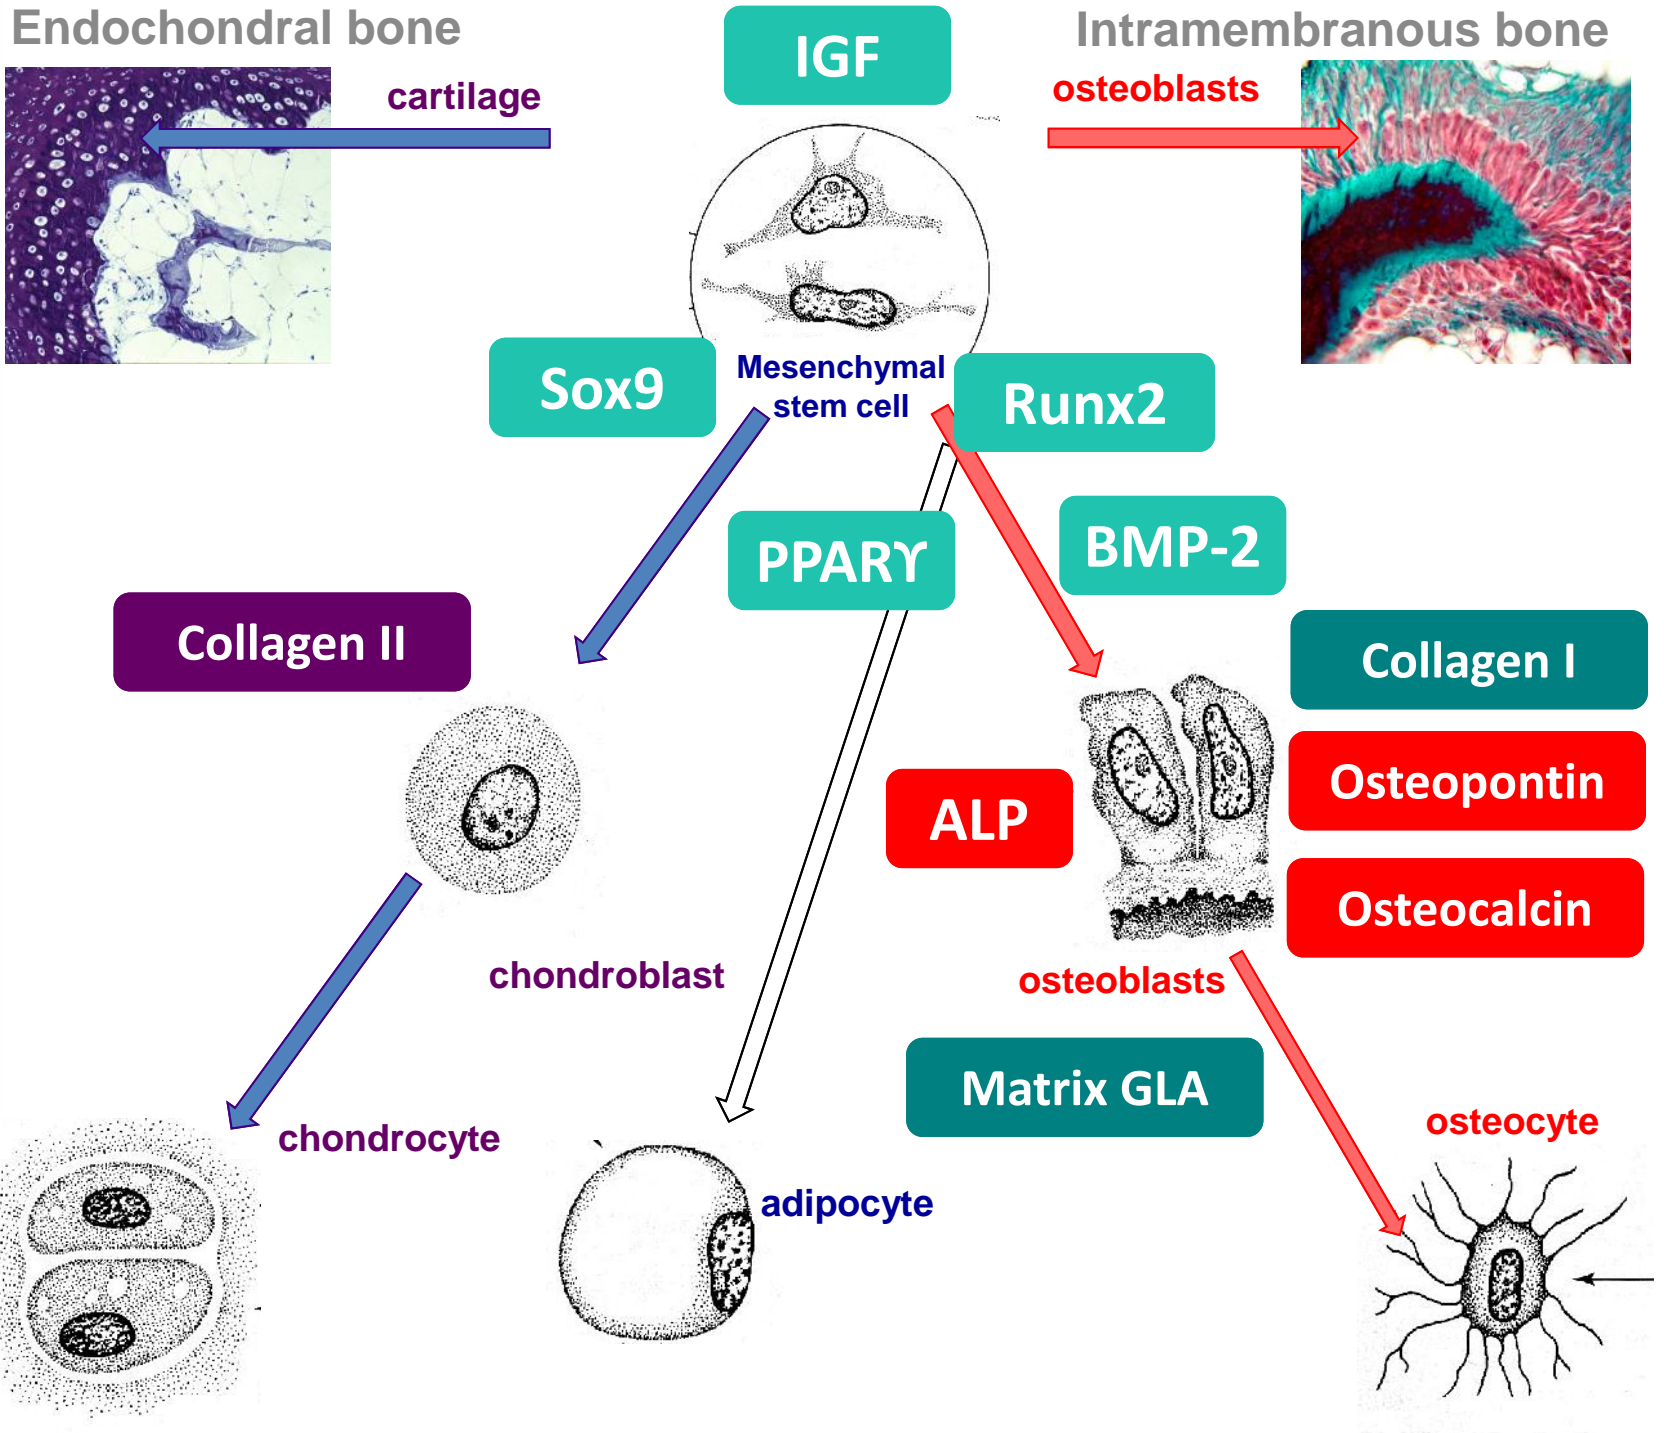 Endochondral bone
IGF
Intramembranous bone
cartilage
osteoblasts
Sox9
Mesenchymal
stem cell
Runx2
PPARϒ
BMP-2
Collagen II
Collagen I
Osteopontin
ALP
Osteocalcin
chondroblast
osteoblasts
Matrix GLA
chondrocyte
osteocyte
adipocyte